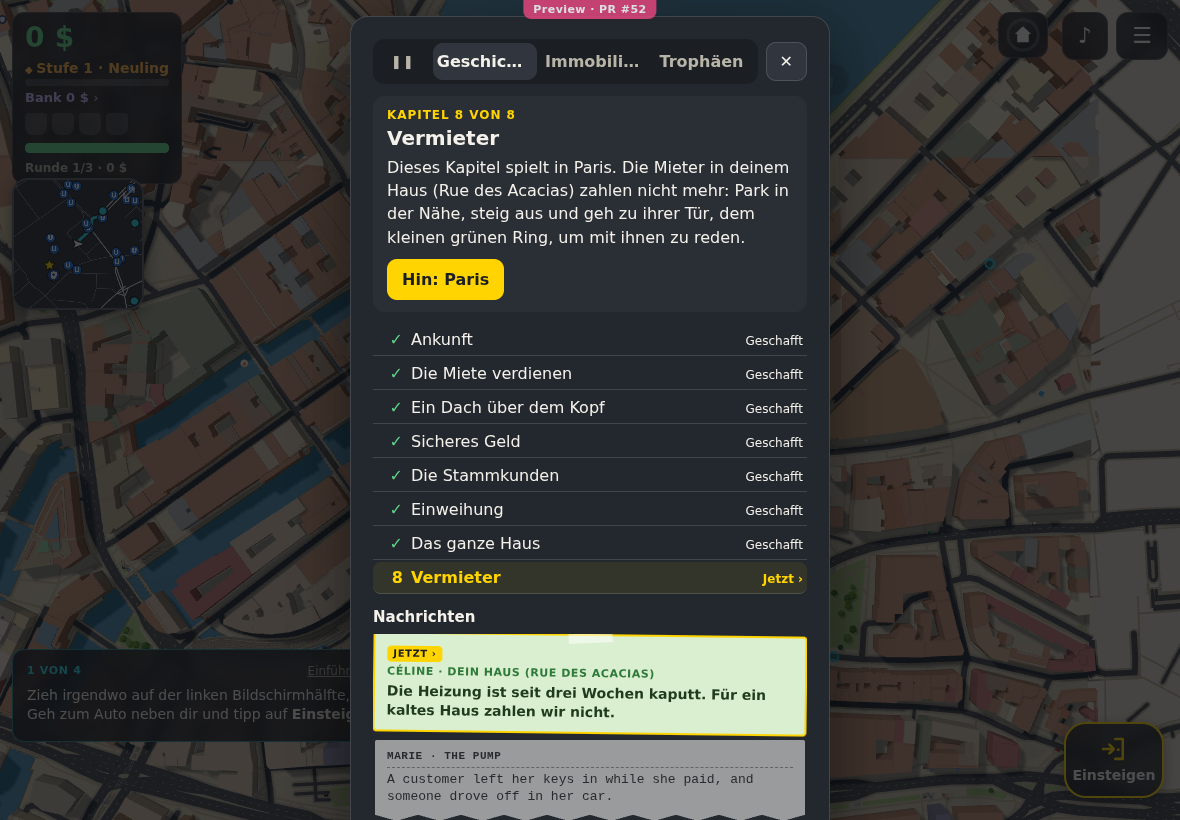 Preview · PR #52
0 $
Stufe 1 · Neuling
Bank 0 $ ›
Runde 1/3 · 0 $
Geschic…
Immobili…
Trophäen
KAPITEL 8 VON 8
Vermieter
Dieses Kapitel spielt in Paris. Die Mieter in deinem
Haus (Rue des Acacias) zahlen nicht mehr: Park in
der Nähe, steig aus und geh zu ihrer Tür, dem
kleinen grünen Ring, um mit ihnen zu reden.
Hin: Paris
✓ Ankunft Geschafft
✓ Die Miete verdienen Geschafft
✓ Ein Dach über dem Kopf Geschafft
✓ Sicheres Geld Geschafft
✓ Die Stammkunden Geschafft
✓ Einweihung Geschafft
✓ Das ganze Haus Geschafft
8 Vermieter Jetzt ›
Nachrichten
JETZT ›
CÉLINE · DEIN HAUS (RUE DES ACACIAS)
Die Heizung ist seit drei Wochen kaputt. Für ein
kaltes Haus zahlen wir nicht.
MARIE · THE PUMP
A customer left her keys in while she paid, and
someone drove off in her car.
1 VON 4
Zieh irgendwo auf der linken Bildschirmhälfte,
Geh zum Auto neben dir und tipp auf
Einsteigen